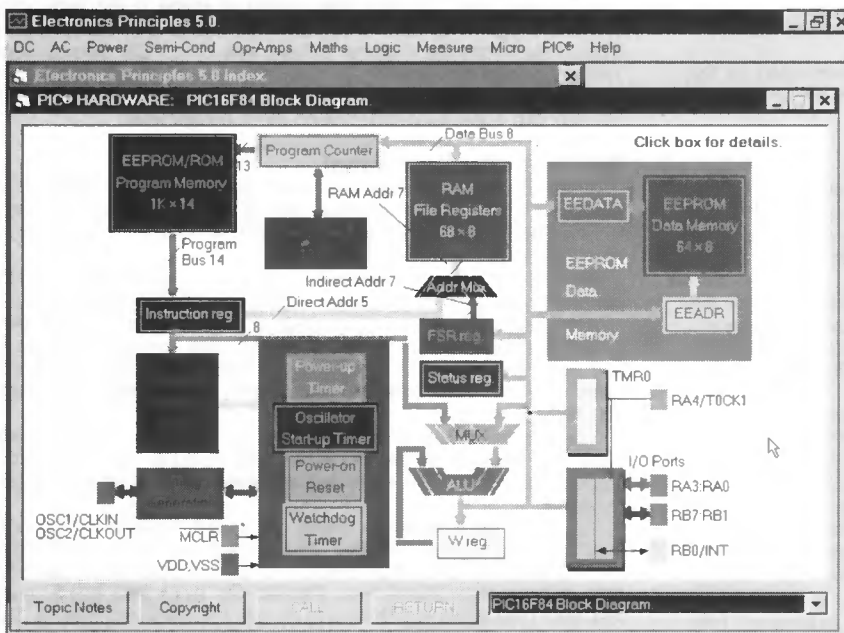 Electronics Principles 5.0.
DC AC Power Semi-Cond Op-Amps Maths Logic Measure Micro PIC® Help
Electronics Principles 5.0 Index.
PIC® HARDWARE: PIC16F84 Block Diagram.
Data Bus 8
Click box for details.
EEPROM/ROM
Program Memory
1K × 14
13
Program Counter
RAM Addr 7
RAM
File Registers
68 × 8
EEDATA
EEPROM
Data Memory
64 × 8
EEPROM
Data
Memory
EEADR
Program
Bus 14
Indirect Addr 7
Direct Addr 5
Addr Mux
Instruction reg.
8
FSR reg.
Status reg.
Power-up
Timer
Oscillator
Start-up Timer
Power-on
Reset
Watchdog
Timer
MUX
ALU
W reg.
TMR0
RA4/T0CK1
I/O Ports
RA3:RA0
RB7:RB1
RB0/INT
OSC1/CLKIN
OSC2/CLKOUT
MCLR
VDD,VSS
Topic Notes
Copyright
CALL
RETURN
PIC16F84 Block Diagram.